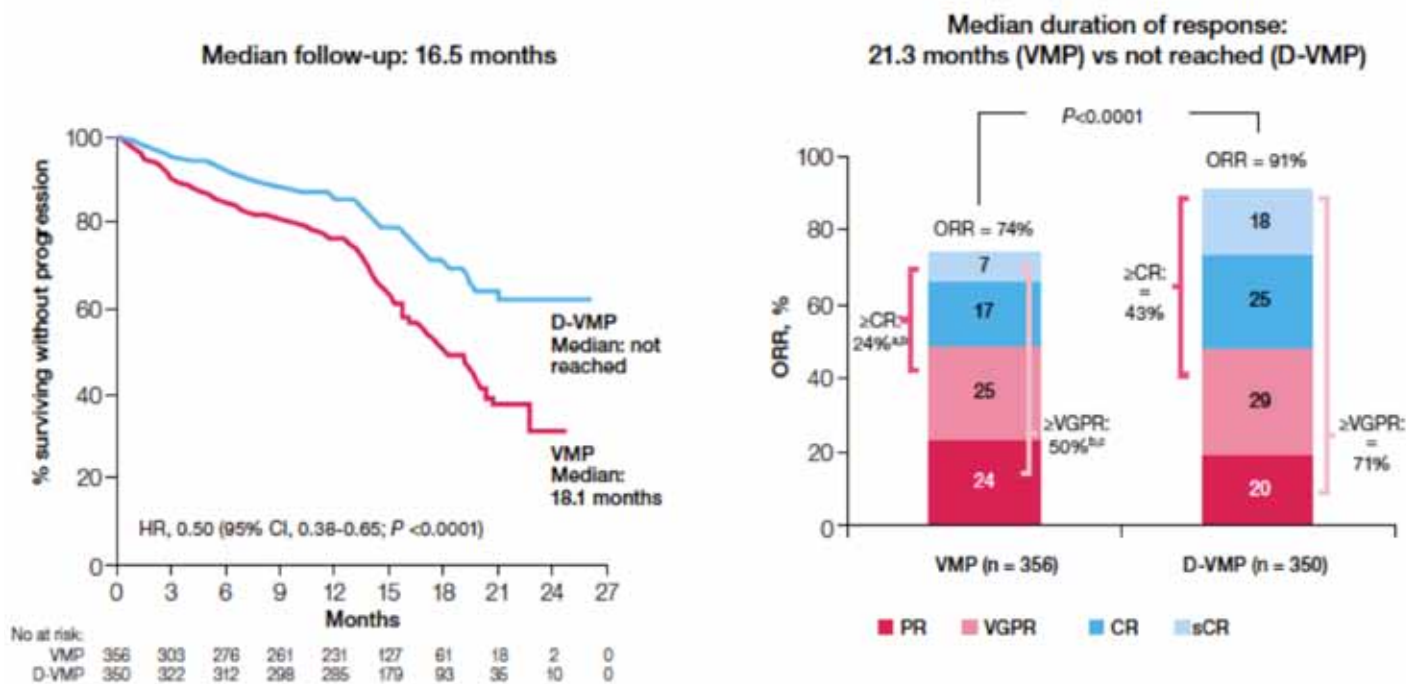 Median follow-up: 16.5 months
100
80
60
40
20
0
% surviving without progression
D-VMP
Median: not
reached
VMP
Median:
18.1 months
HR, 0.50 (95% CI, 0.38-0.65; P <0.0001)
0 3 6 9 12 15 18 21 24 27
Months
No at risk:
VMP 356 303 276 261 231 127 61 18 2 0
D-VMP 350 322 312 298 285 179 93 35 10 0
Median duration of response:
21.3 months (VMP) vs not reached (D-VMP)
P<0.0001
100
80
60
40
20
0
ORR, %
ORR = 74%
7
17
25
24
≥CR:
24%a,b
≥VGPR:
50%b,c
ORR = 91%
18
25
29
20
≥CR:
=
43%
≥VGPR:
=
71%
VMP (n = 356)
D-VMP (n = 350)
PR VGPR CR sCR